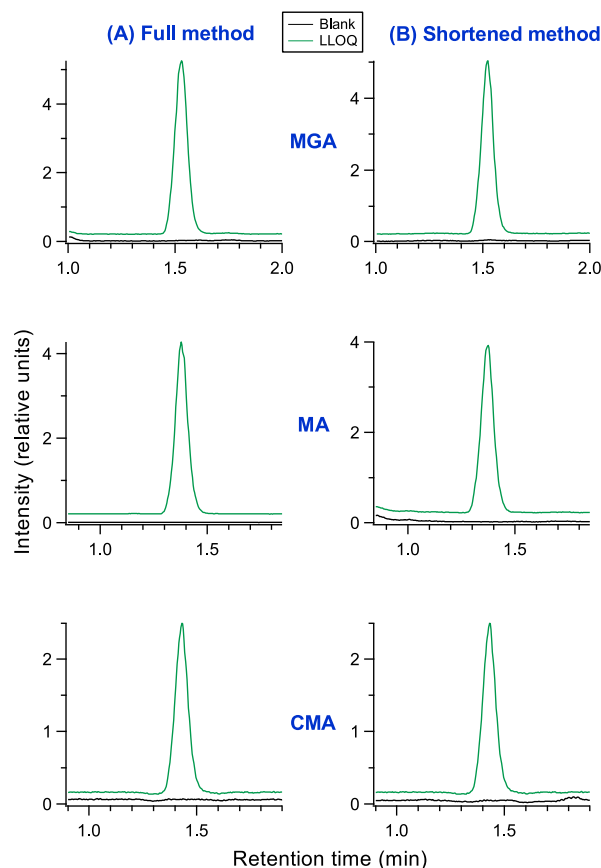 (A) Full method
Blank
LLOQ
(B) Shortened method
4
2
0
1.0 1.5 2.0
MGA
4
2
0
1.0 1.5 2.0
Intensity (relative units)
4
2
0
1.0 1.5
MA
4
2
0
1.0 1.5
2
1
0
1.0 1.5
CMA
2
1
0
1.0 1.5
Retention time (min)